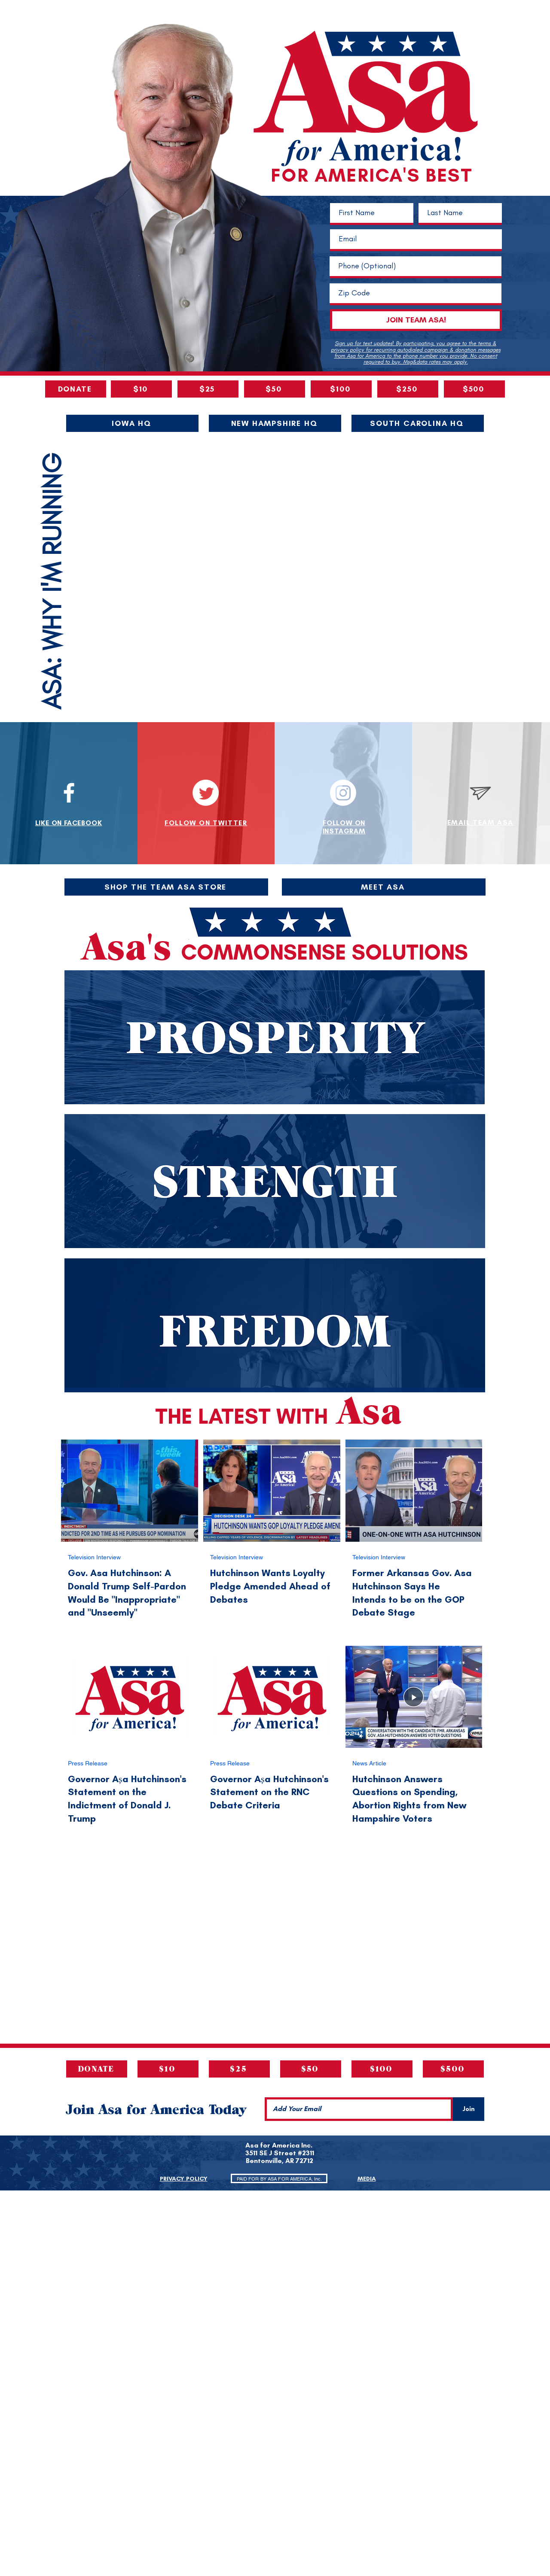 Asa
for America!
FOR AMERICA'S BEST
First Name
Last Name
Email
Phone (Optional)
Zip Code
JOIN TEAM ASA!
Sign up for text updates! By participating, you agree to the terms &
privacy policy for recurring autodialed campaign & donation messages
from Asa for America to the phone number you provide. No consent
required to buy. Msg&data rates may apply.
DONATE
$10
$25
$50
$100
$250
$500
IOWA HQ
NEW HAMPSHIRE HQ
SOUTH CAROLINA HQ
ASA: WHY I'M RUNNING
LIKE ON FACEBOOK
FOLLOW ON TWITTER
FOLLOW ON
INSTAGRAM
EMAIL TEAM ASA
SHOP THE TEAM ASA STORE
MEET ASA
Asa's COMMONSENSE SOLUTIONS
PROSPERITY
STRENGTH
FREEDOM
THE LATEST WITH Asa
this
week
INDICTMENT
NDICTED FOR 2ND TIME AS HE PURSUES GOP NOMINATION
Asa
for America!
HUTCHINSON WANTS GOP LOYALTY PLEDGE AMEN
Asa
for America!
ONE-ON-ONE WITH ASA HUTCHINSON
Television Interview
Gov. Asa Hutchinson: A
Donald Trump Self-Pardon
Would Be "Inappropriate"
and "Unseemly"
Television Interview
Hutchinson Wants Loyalty
Pledge Amended Ahead of
Debates
Television Interview
Former Arkansas Gov. Asa
Hutchinson Says He
Intends to be on the GOP
Debate Stage
Asa
for America!
Asa
for America!
CONVERSATION WITH THE CANDIDATE, FMR. ARKANSAS
GOV. ASA HUTCHINSON ANSWERS VOTER QUESTIONS
Press Release
Governor Așa Hutchinson's
Statement on the
Indictment of Donald J.
Trump
Press Release
Governor Așa Hutchinson's
Statement on the RNC
Debate Criteria
News Article
Hutchinson Answers
Questions on Spending,
Abortion Rights from New
Hampshire Voters
DONATE
$10
$25
$50
$100
$500
Join Asa for America Today
Add Your Email
Join
Asa for America Inc.
3511 SE J Street #2311
Bentonville, AR 72712
PRIVACY POLICY
PAID FOR BY ASA FOR AMERICA, Inc.
MEDIA